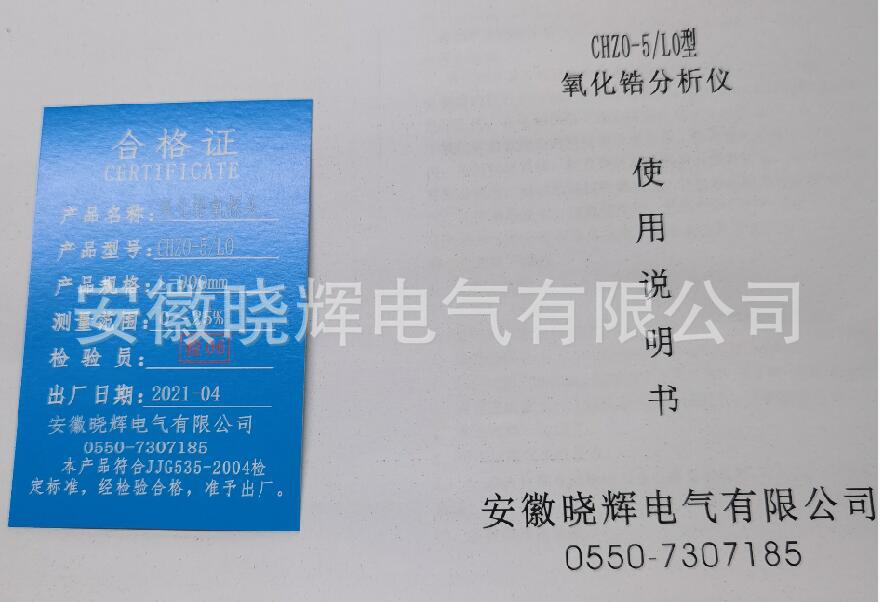 合格证
CERTIFICATE
产品名称:
产品型号:CHZO-5/LO
产品规格: 900mm
测量范围: 25%
检验员: 检06
出厂日期:2021-04
安徽晓辉电气有限公司
0550-7307185
本产品符合JJG535-2004检
定标准,经检验合格,准予出厂。
CHZO-5/LO型
氧化锆分析仪
使
用
说
明
书
安徽晓辉电气有限公司
0550-7307185
安徽晓辉电气有限公司